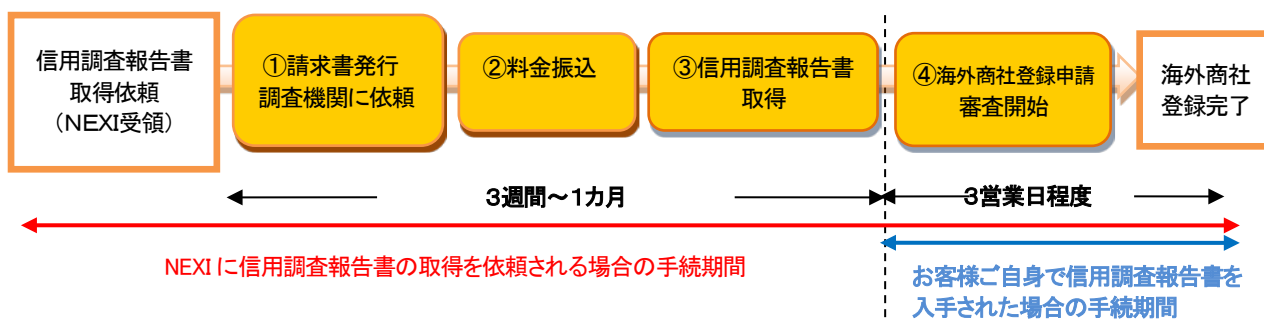 信用調査報告書
取得依頼
（NEXI受領）
①請求書発行
調査機関に依頼
②料金振込
③信用調査報告書
取得
④海外商社登録申請
審査開始
海外商社
登録完了
３週間～１カ月
３営業日程度
NEXI に信用調査報告書の取得を依頼される場合の手続期間
お客様ご自身で信用調査報告書を
入手された場合の手続期間